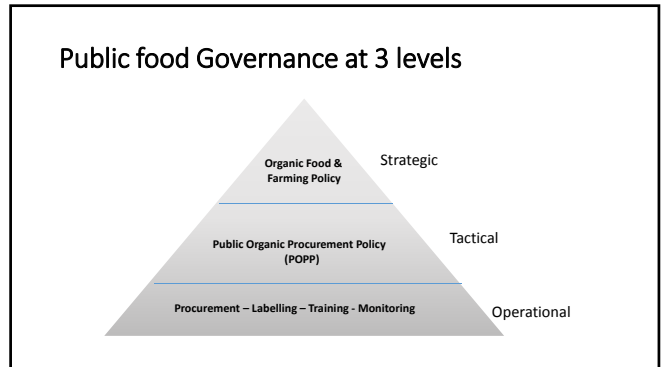 Public food Governance at 3 levels
Organic Food &
Farming Policy
Strategic
Public Organic Procurement Policy
(POPP)
Tactical
Procurement – Labelling – Training - Monitoring
Operational